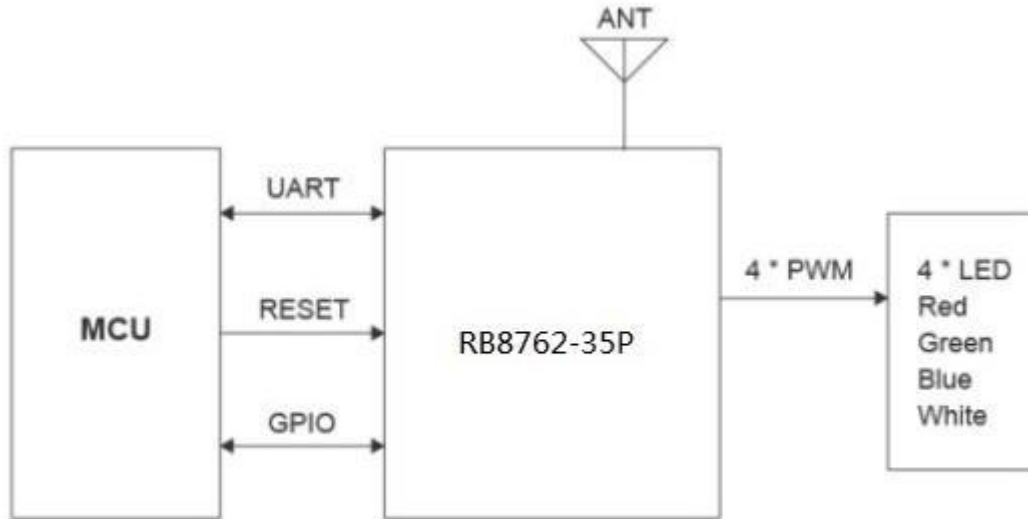 ANT
UART
RESET
GPIO
MCU
RB8762-35P
4 * PWM
4 * LED
Red
Green
Blue
White